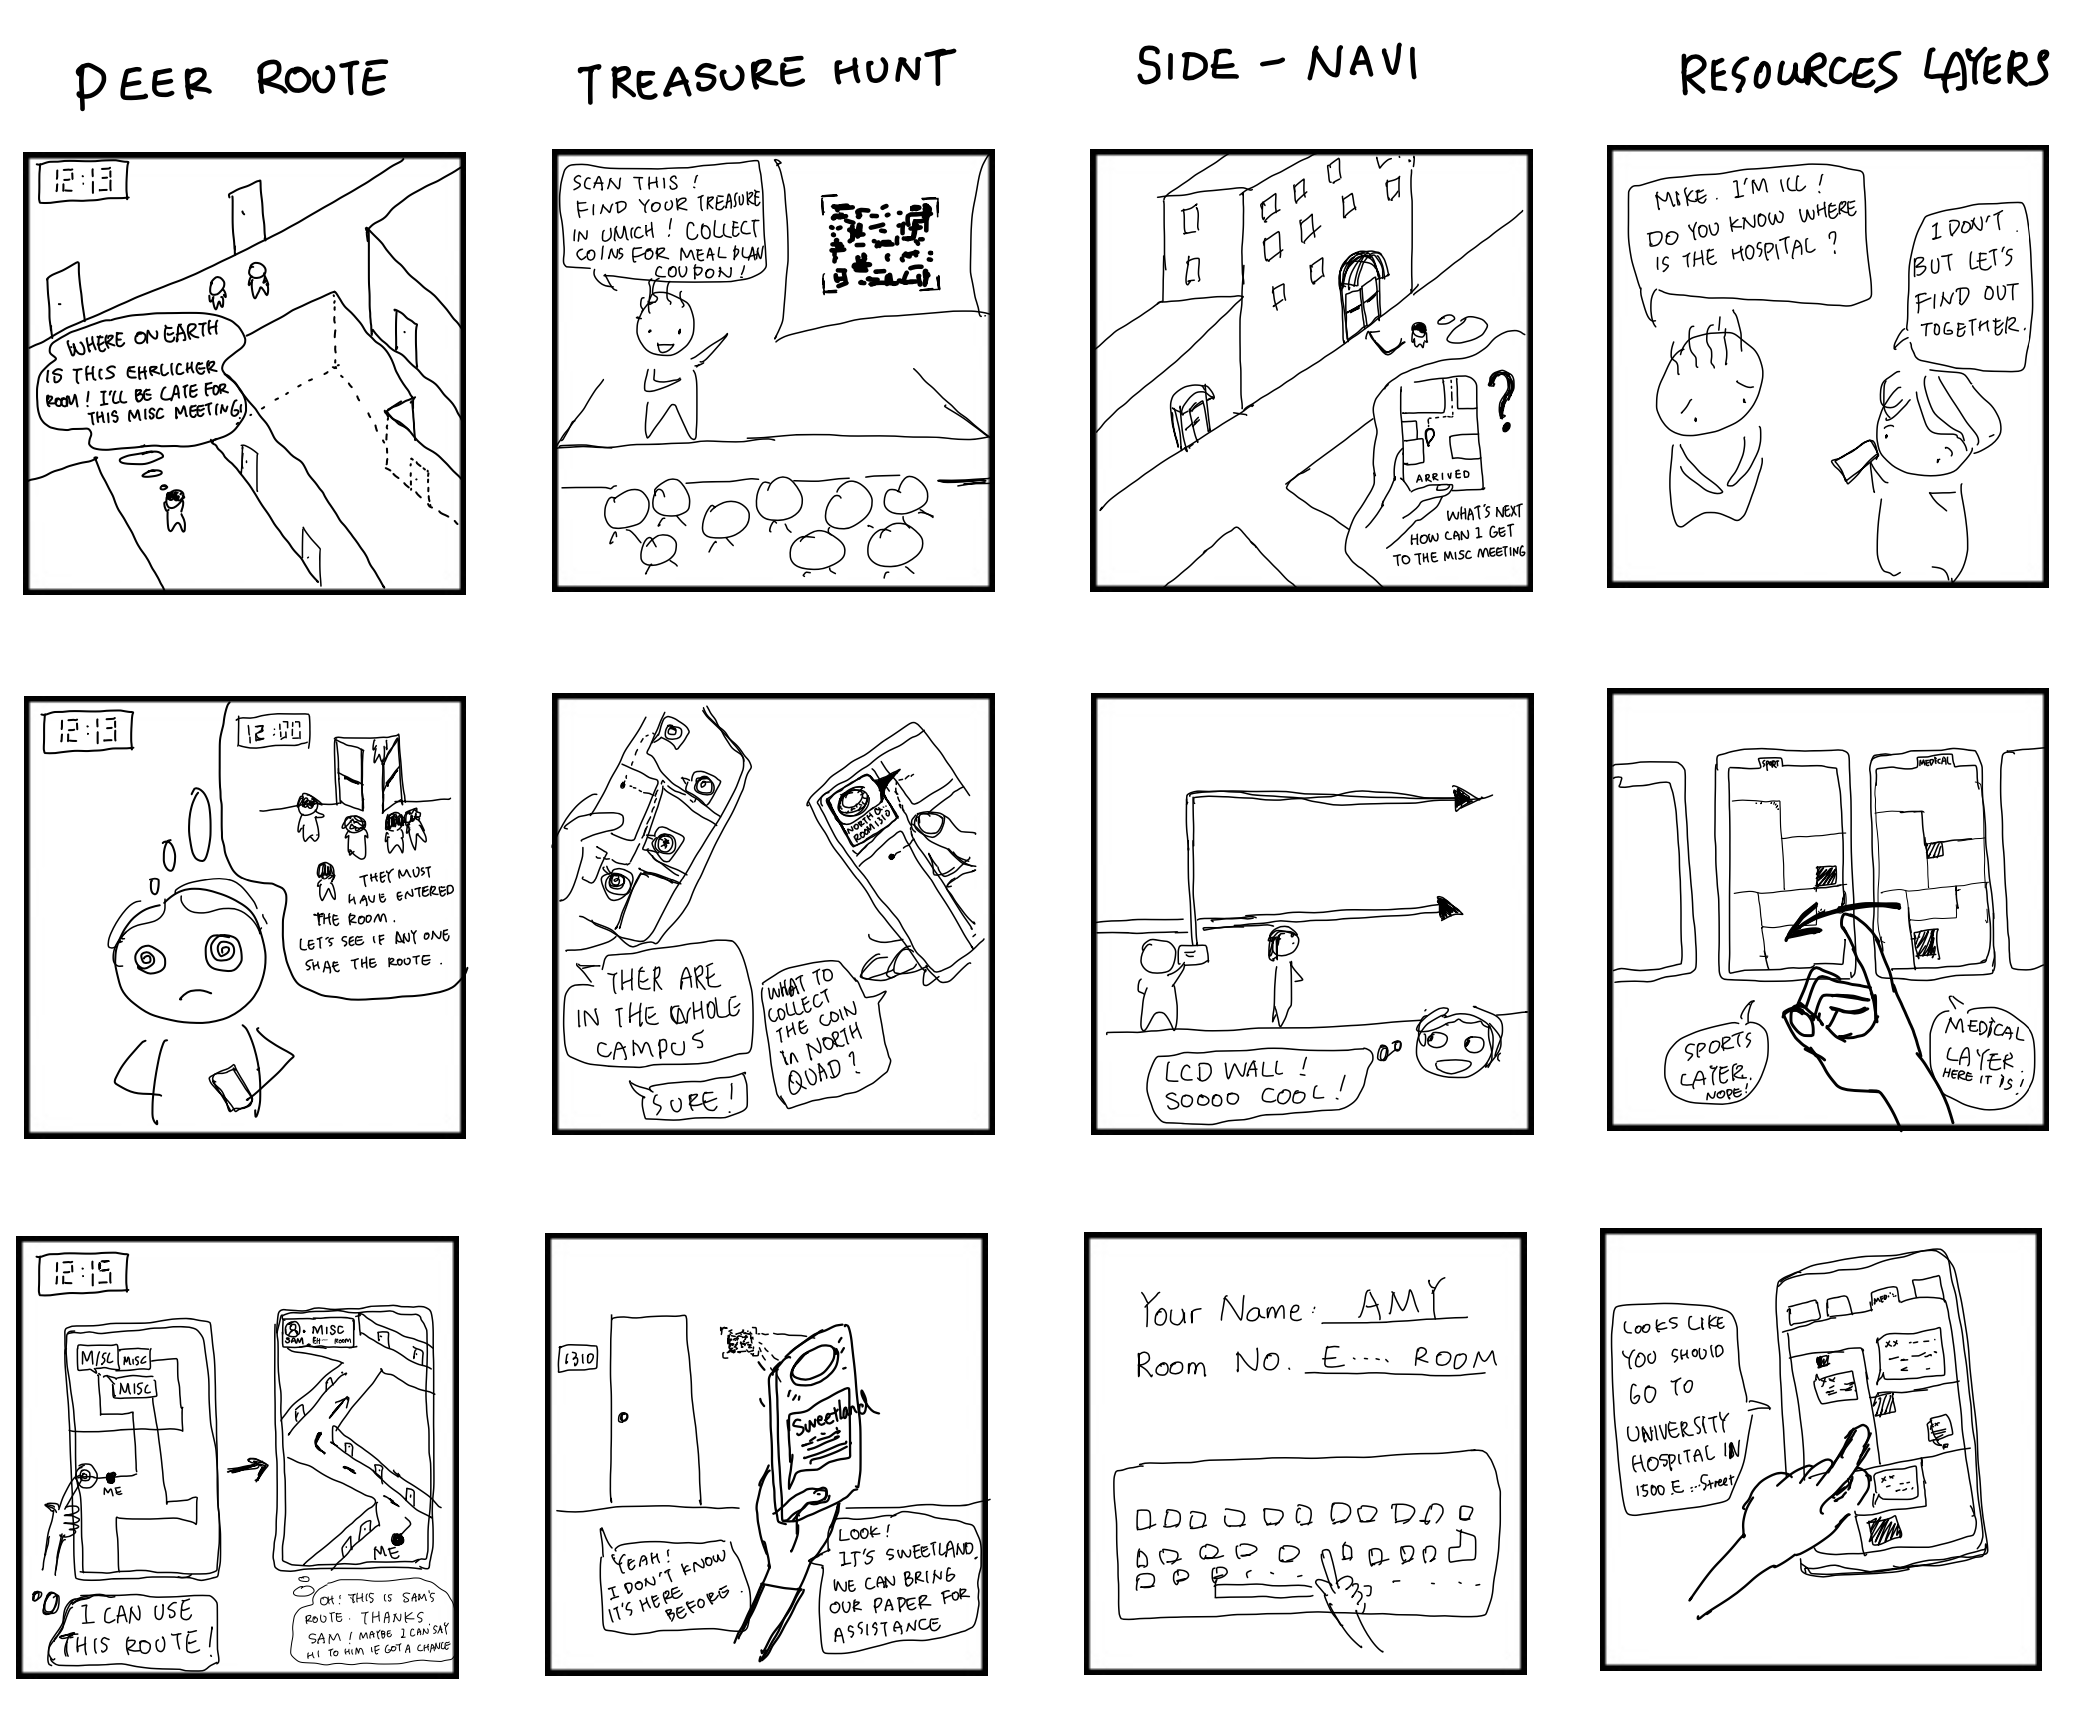 PEER ROUTE
12:13
WHERE ON EARTH
IS THIS EHRLICHER
ROOM! I'LL BE CATE FOR
THIS MISC MEETING!
12:13
12:00
THEY MUST
HAVE ENTERED
THE ROOM.
LET'S SEE IF ANY ONE
SHAE THE ROUTE.
12:15
MISC MISC
MISC
ME
MISC
SAM EH-- ROOM
ME
I CAN USE
THIS ROUTE!
OH! THIS IS SAM'S
ROUTE. THANKS
SAM! MAYBE I CAN SAY
HI TO HIM IF GOT A CHANCE
TREASURE HUNT
SCAN THIS!
FIND YOUR TREASURE
IN UMICH! COLLECT
COINS FOR MEAL PLAN
COUPON!
NORTH Q..
ROOM 1310
THER ARE
IN THE WHOLE
CAMPUS
SURE!
WHAT TO
COLLECT
THE COIN
IN NORTH
QUAD?
1310
Sweetland
YEAH!
I DON'T KNOW
IT'S HERE
BEFORE.
LOOK!
IT'S SWEETLAND.
WE CAN BRING
OUR PAPER FOR
ASSISTANCE
SIDE - NAVI
?
ARRIVED
WHAT'S NEXT
HOW CAN I GET
TO THE MISC MEETING
LCD WALL!
SOOOO COOL!
Your Name: AMY
Room NO. E.... ROOM
RESOURCES LAYERS
MIKE. I'M ILL!
DO YOU KNOW WHERE
IS THE HOSPITAL?
I DON'T.
BUT LET'S
FIND OUT
TOGETHER.
SPORT
MEDICAL
SPORTS
LAYER.
NOPE!
MEDICAL
LAYER.
HERE IT IS!
MEDI.
XX
XX
XX
XX
LOOKS LIKE
YOU SHOULD
GO TO
UNIVERSITY
HOSPITAL IN
1500 E...Street